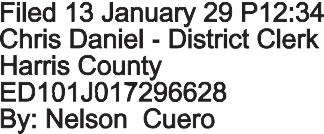 Filed 13 January 29 P12:34
Chris Daniel - District Clerk
Harris County
ED101J017296628
By: Nelson  Cuero